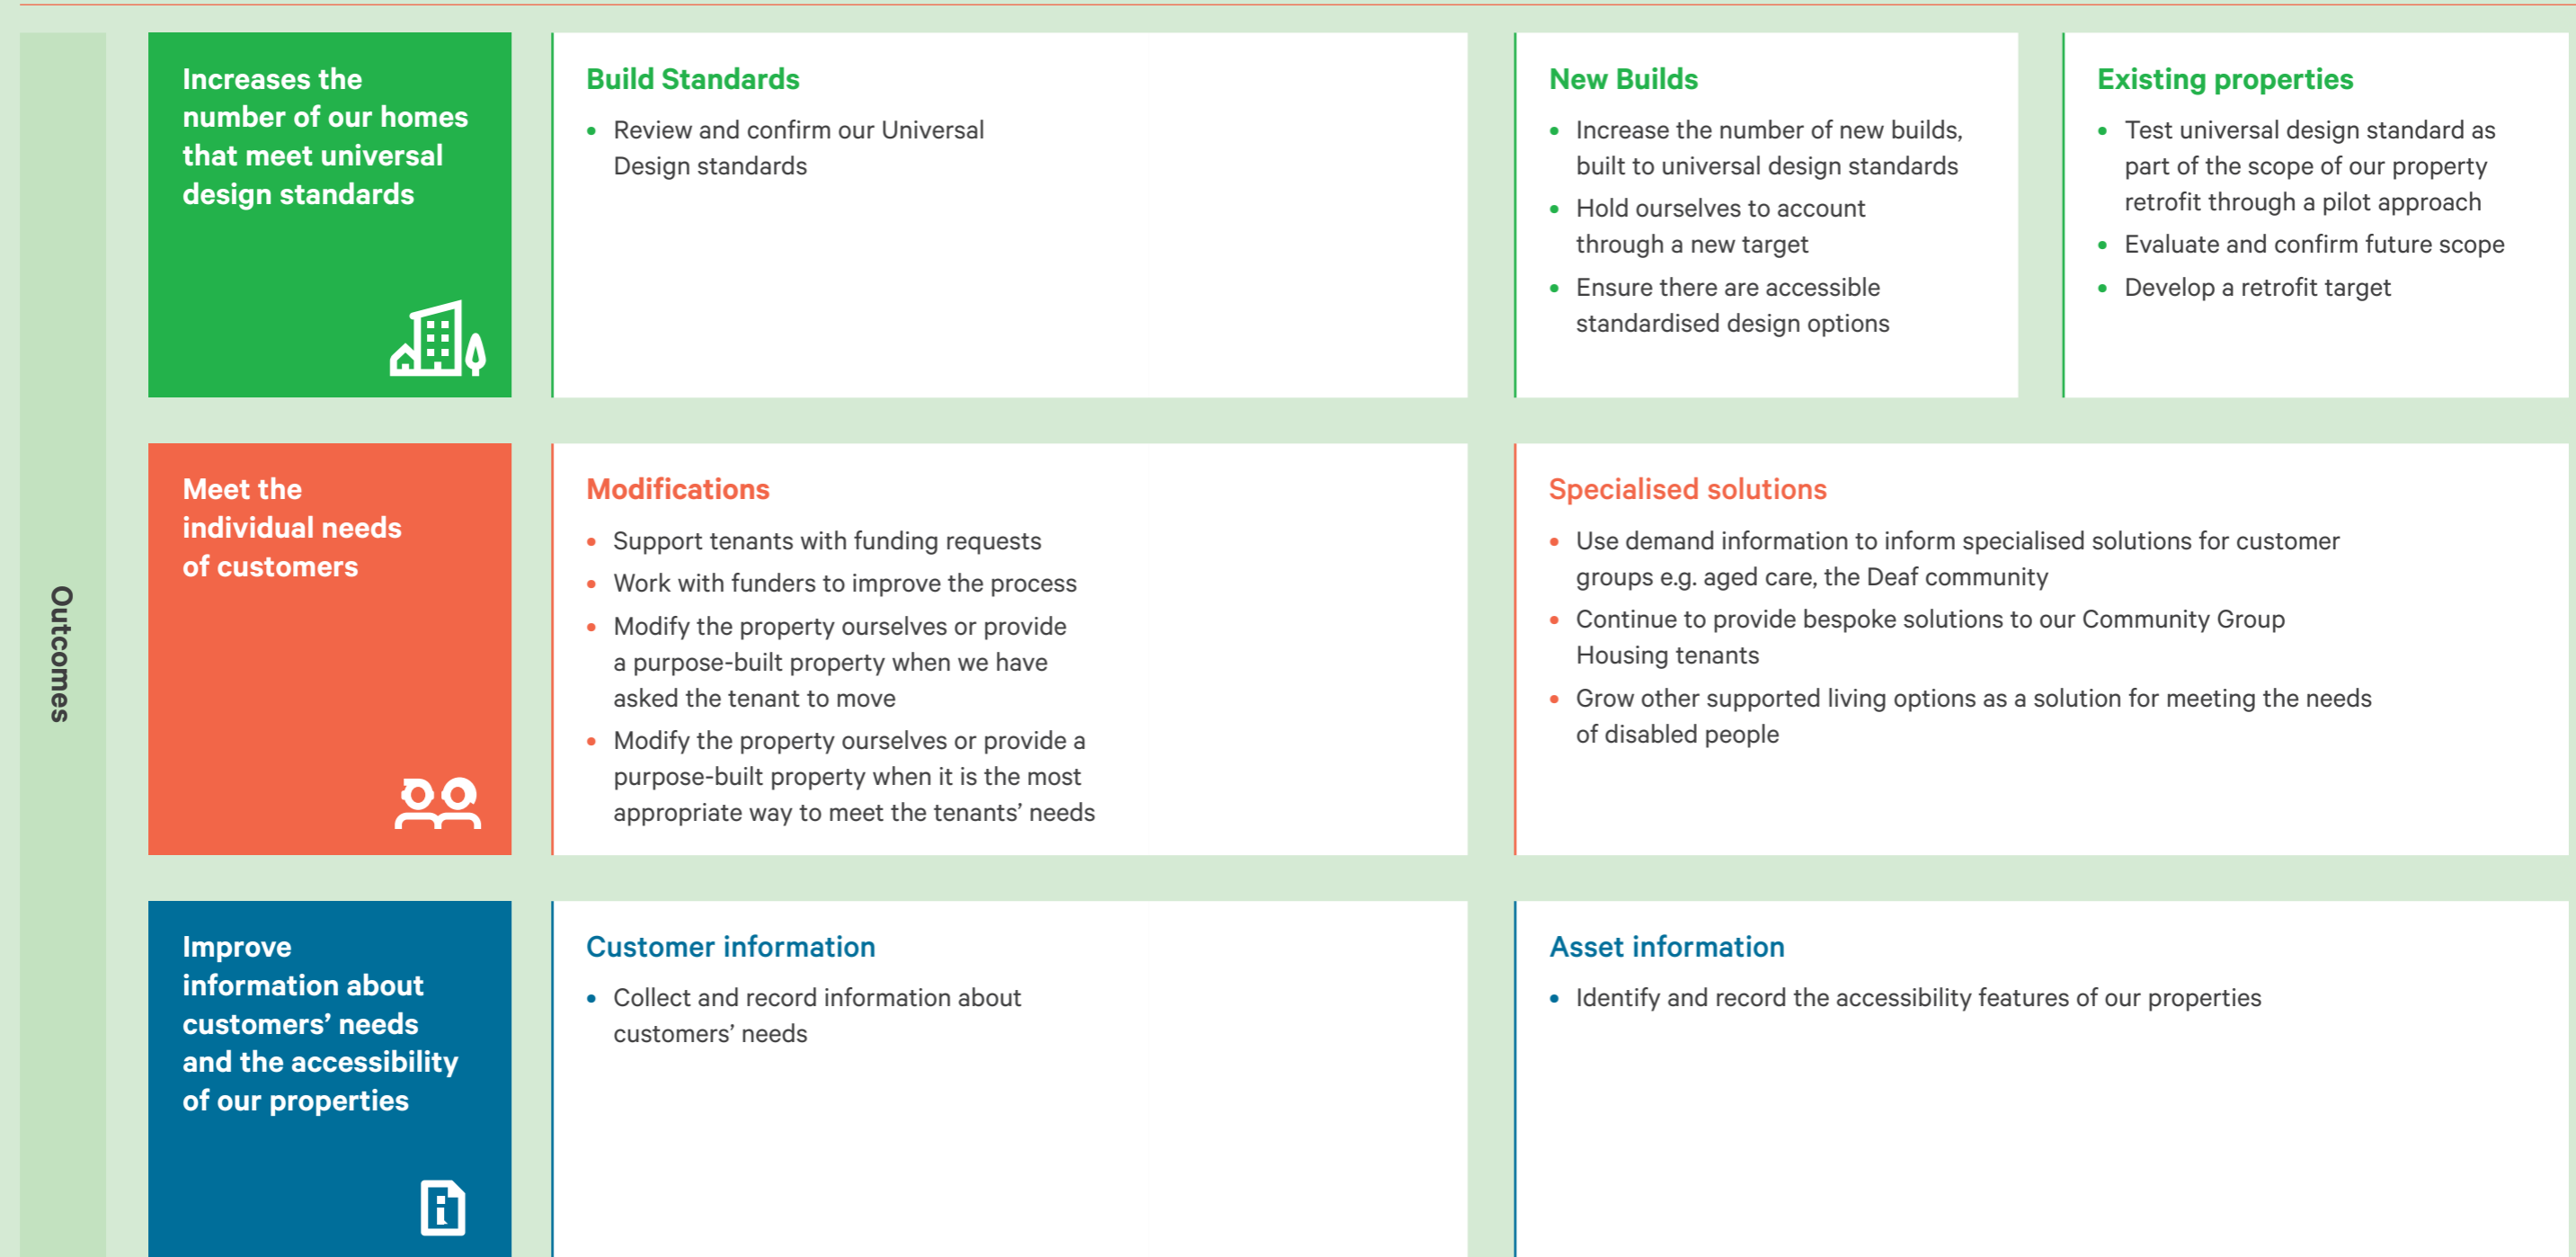 Outcomes
Increases the
number of our homes
that meet universal
design standards
Build Standards
• Review and confirm our Universal
Design standards
New Builds
• Increase the number of new builds,
built to universal design standards
• Hold ourselves to account
through a new target
• Ensure there are accessible
standardised design options
Existing properties
• Test universal design standard as
part of the scope of our property
retrofit through a pilot approach
• Evaluate and confirm future scope
• Develop a retrofit target
Meet the
individual needs
of customers
Modifications
• Support tenants with funding requests
• Work with funders to improve the process
• Modify the property ourselves or provide
a purpose-built property when we have
asked the tenant to move
• Modify the property ourselves or provide a
purpose-built property when it is the most
appropriate way to meet the tenants’ needs
Specialised solutions
• Use demand information to inform specialised solutions for customer
groups e.g. aged care, the Deaf community
• Continue to provide bespoke solutions to our Community Group
Housing tenants
• Grow other supported living options as a solution for meeting the needs
of disabled people
Improve
information about
customers’ needs
and the accessibility
of our properties
Customer information
• Collect and record information about
customers’ needs
Asset information
• Identify and record the accessibility features of our properties